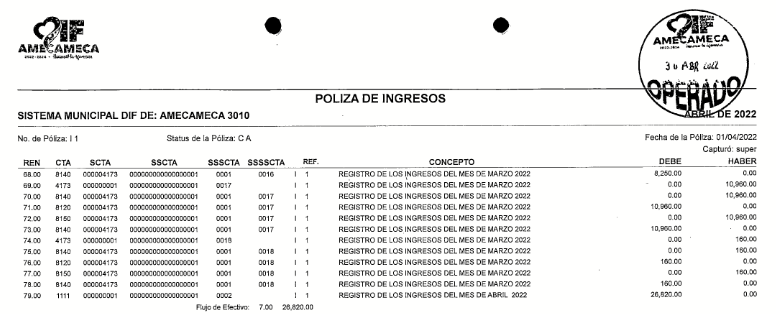 DIF
AMECAMECA
DIF
AMECAMECA
30 ABR 2022
OPERADO
POLIZA DE INGRESOS
SISTEMA MUNICIPAL DIF DE: AMECAMECA 3010 ABRIL DE 2022
No. de Póliza: I 1 Status de la Póliza: C A Fecha de la Póliza: 01/04/2022
Capturó: super
REN CTA SCTA SSCTA SSSCTA SSSSCTA REF. CONCEPTO DEBE HABER
68.00 8140 000004173 000000000000000001 0001 0016 I 1 REGISTRO DE LOS INGRESOS DEL MES DE MARZO 2022 8,260.00 0.00
69.00 4173 000000001 000000000000000001 0017 I 1 REGISTRO DE LOS INGRESOS DEL MES DE MARZO 2022 0.00 10,960.00
70.00 8140 000004173 000000000000000001 0001 0017 I 1 REGISTRO DE LOS INGRESOS DEL MES DE MARZO 2022 0.00 10,960.00
71.00 8120 000004173 000000000000000001 0001 0017 I 1 REGISTRO DE LOS INGRESOS DEL MES DE MARZO 2022 10,960.00 0.00
72.00 8150 000004173 000000000000000001 0001 0017 I 1 REGISTRO DE LOS INGRESOS DEL MES DE MARZO 2022 0.00 10,960.00
73.00 8140 000004173 000000000000000001 0001 0017 I 1 REGISTRO DE LOS INGRESOS DEL MES DE MARZO 2022 10,960.00 0.00
74.00 4173 000000001 000000000000000001 0018 I 1 REGISTRO DE LOS INGRESOS DEL MES DE MARZO 2022 0.00 160.00
75.00 8140 000004173 000000000000000001 0001 0018 I 1 REGISTRO DE LOS INGRESOS DEL MES DE MARZO 2022 0.00 160.00
76.00 8120 000004173 000000000000000001 0001 0018 I 1 REGISTRO DE LOS INGRESOS DEL MES DE MARZO 2022 160.00 0.00
77.00 8150 000004173 000000000000000001 0001 0018 I 1 REGISTRO DE LOS INGRESOS DEL MES DE MARZO 2022 0.00 160.00
78.00 8140 000004173 000000000000000001 0001 0018 I 1 REGISTRO DE LOS INGRESOS DEL MES DE MARZO 2022 160.00 0.00
79.00 1111 000000001 000000000000000001 0002 I 1 REGISTRO DE LOS INGRESOS DEL MES DE ABRIL 2022 26,820.00 0.00
Flujo de Efectivo: 7.00 26,820.00